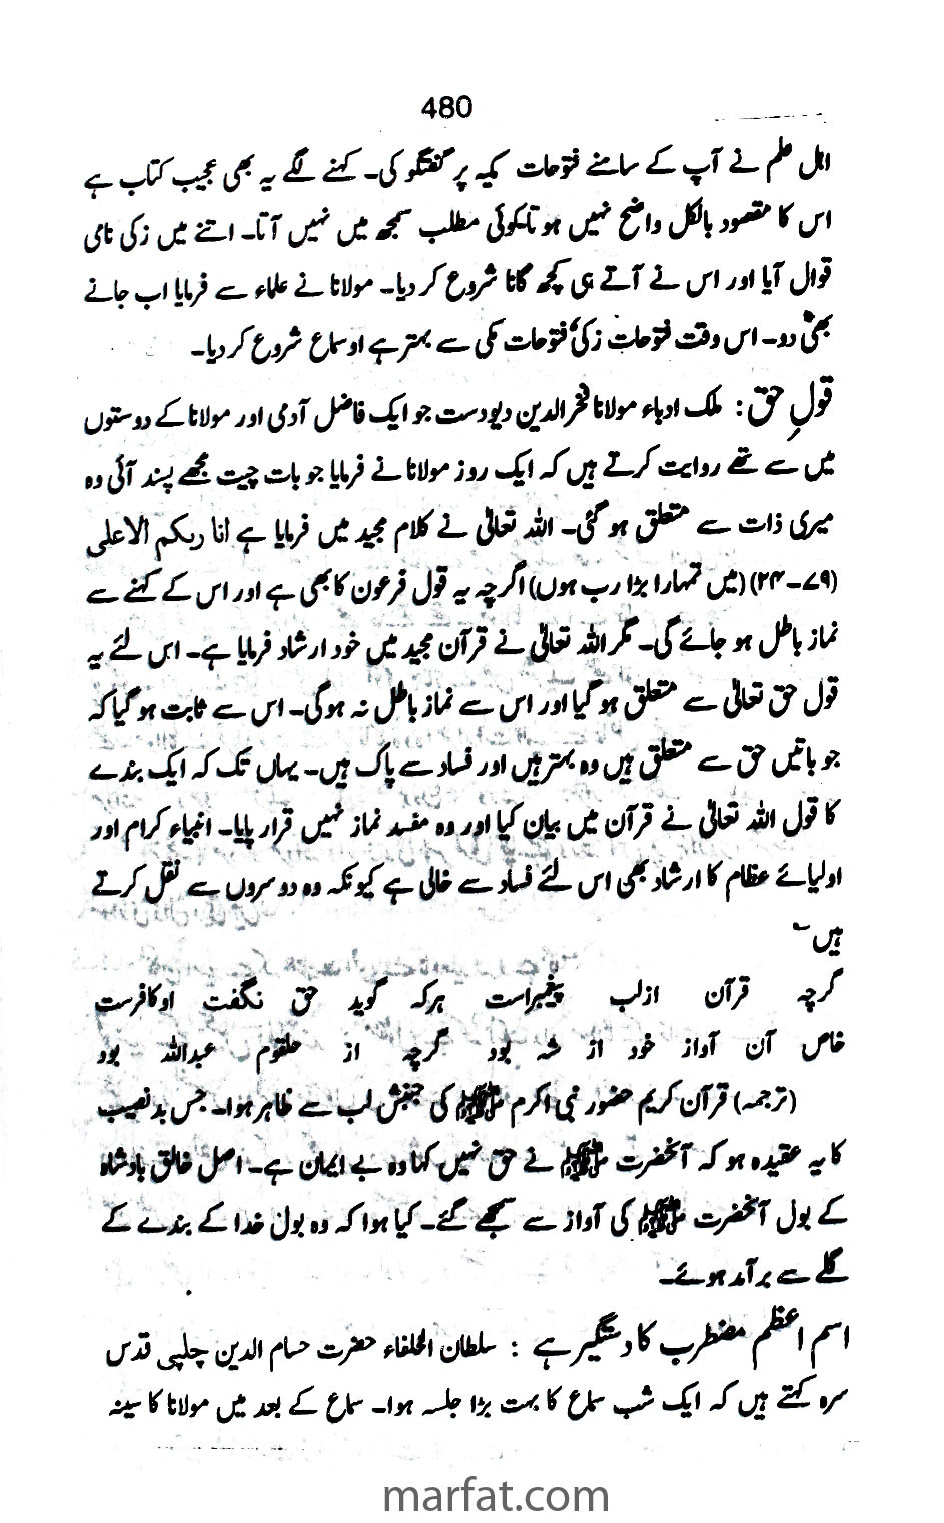 480
اہل علم نے آپ کے سامنے فتوحات مکیہ پر گفتگو کی۔ کہنے لگے یہ بھی عجیب کتاب ہے
اس کا مقصود بالکل واضح نہیں ہوتا کوئی مطلب سمجھ میں نہیں آتا۔ اتنے میں زکی نامی
قوال آیا اور اس نے آتے ہی کچھ گانا شروع کر دیا۔ مولانا نے علماء سے فرمایا اب جانے
بھی دو۔ اس وقت فتوحات زکی، فتوحات مکی سے بہتر ہے اور سماع شروع کر دیا۔
قولِ حق : ملک ادباء مولانا فخرالدین دیودست جو ایک فاضل آدمی اور مولانا کے دوستوں
میں سے تھے روایت کرتے ہیں کہ ایک روز مولانا نے فرمایا جو بات چیت مجھے پسند آئی وہ
میری ذات سے متعلق ہو گئی۔ اللہ تعالیٰ نے کلام مجید میں فرمایا ہے انا ربکم الاعلی
(۷۹۔۲۴) (میں تمہارا بڑا رب ہوں) اگرچہ یہ قول فرعون کا بھی ہے اور اس کے کہنے سے
نماز باطل ہو جائے گی۔ مگر اللہ تعالیٰ نے قرآن مجید میں خود ارشاد فرمایا ہے۔ اس لئے یہ
قول حق تعالیٰ سے متعلق ہو گیا اور اس سے نماز باطل نہ ہوگی۔ اس سے ثابت ہو گیا کہ
جو باتیں حق سے متعلق ہیں وہ بہتر ہیں اور فساد سے پاک ہیں۔ یہاں تک کہ ایک بندے
کا قول اللہ تعالیٰ نے قرآن میں بیان کیا اور وہ مفسد نماز نہیں قرار پایا۔ انبیاء کرام اور
اولیائے عظام کا ارشاد بھی اس لئے فساد سے خالی ہے کیونکہ وہ دوسروں سے نقل کرتے
ہیں ؎
گرچہ قرآن ازلب پیغمبراست ہرکہ گوید حق نگفت اوکافرست
خاص آن آواز خود از شہ بود گرچہ از حلقوم عبداللہ بود
(ترجمہ) قرآن کریم حضور نبی اکرم ﷺ کی جنبش لب سے ظاہر ہوا۔ جس بدنصیب
کا یہ عقیدہ ہو کہ آنحضرت ﷺ نے حق نہیں کہا وہ بے ایمان ہے۔ اصل خالق بادشاہ
کے بول آنحضرت ﷺ کی آواز سے سمجھے گئے۔ کیا ہوا کہ وہ بول خدا کے بندے کے
گلے سے برآمد ہوئے۔
اسم اعظم مضطرب کا دستگیر ہے : سلطان الخلفاء حضرت حسام الدین چلپی قدس
سرہ کہتے ہیں کہ ایک شب سماع کا بہت بڑا جلسہ ہوا۔ سماع کے بعد میں مولانا کا سینہ
marfat.com